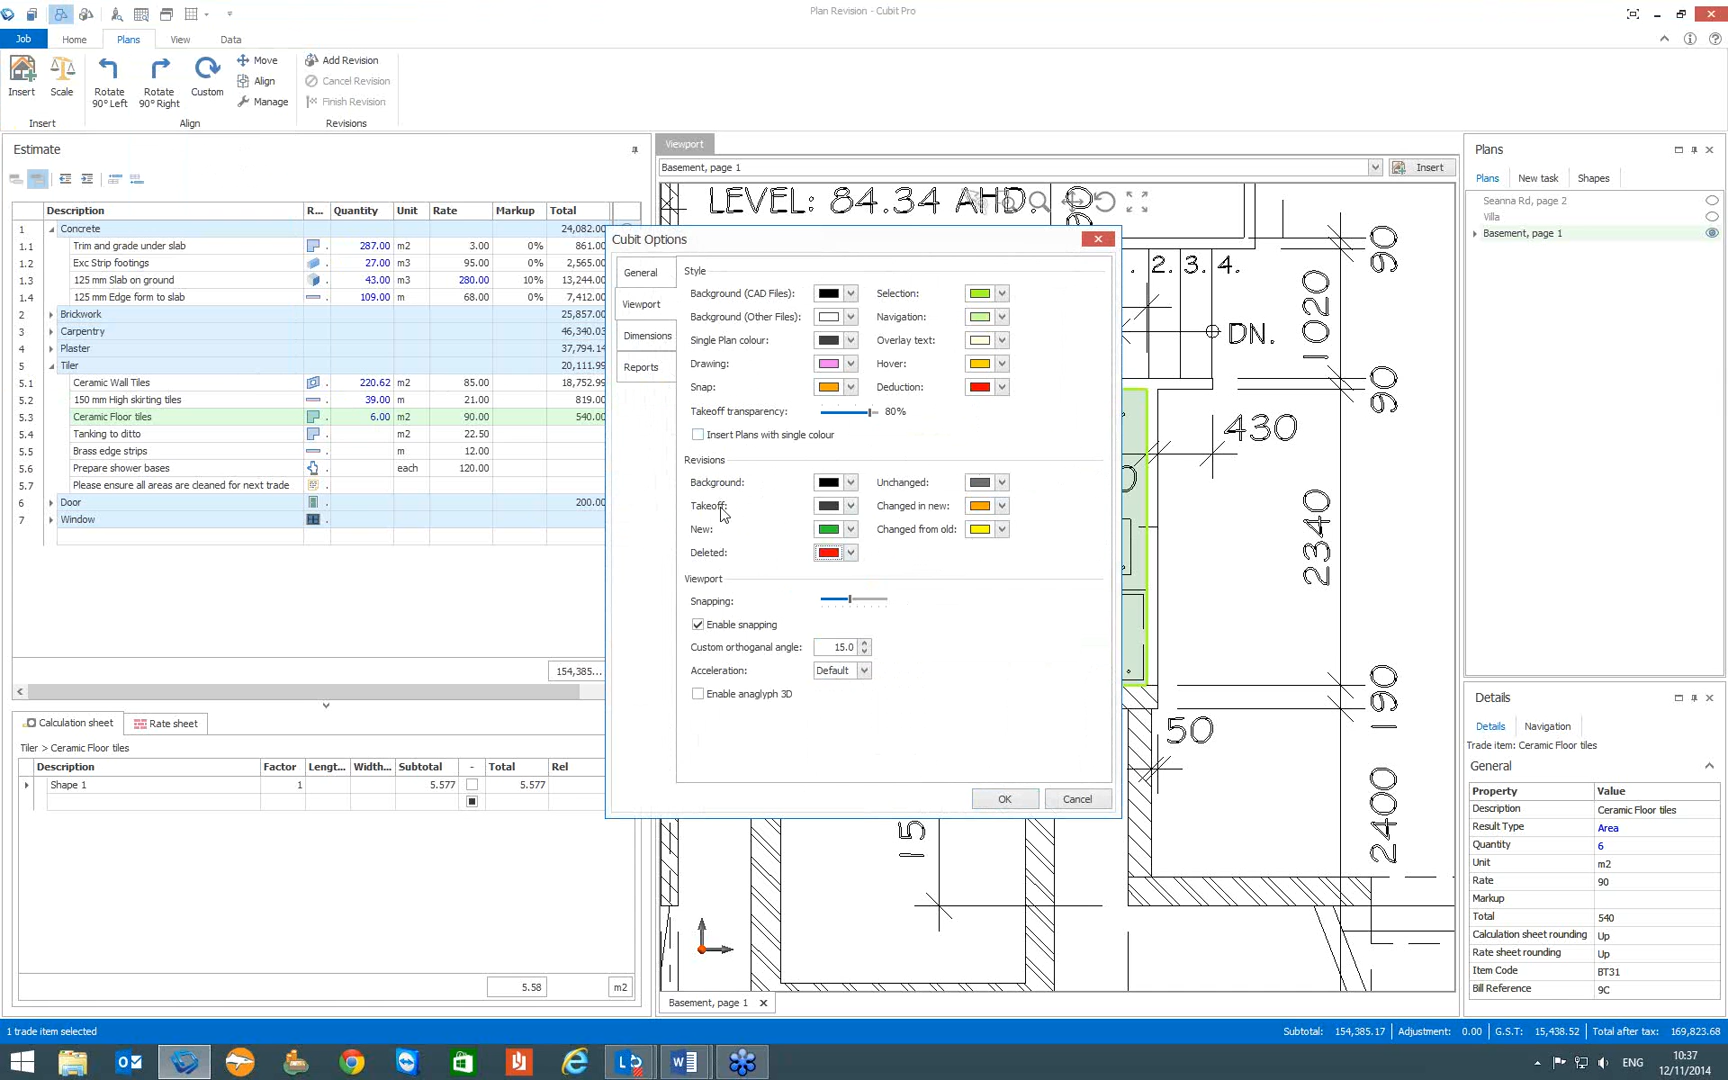 Plan Revision - Cubit Pro
Job Home Plans View Data
Insert Scale Rotate 90° Left Rotate 90° Right Custom
Move
Align
Manage
Add Revision
Cancel Revision
Finish Revision
Insert Align Revisions
Estimate
Description R... Quantity Unit Rate Markup Total
1 Concrete 24,082.00
1.1 Trim and grade under slab 287.00 m2 3.00 0% 861.00
1.2 Exc Strip footings 27.00 m3 95.00 0% 2,565.00
1.3 125 mm Slab on ground 43.00 m3 280.00 10% 13,244.00
1.4 125 mm Edge form to slab 109.00 m 68.00 0% 7,412.00
2 Brickwork 25,857.00
3 Carpentry 46,340.03
4 Plaster 37,794.14
5 Tiler 20,111.99
5.1 Ceramic Wall Tiles 220.62 m2 85.00 18,752.99
5.2 150 mm High skirting tiles 39.00 m 21.00 819.00
5.3 Ceramic Floor tiles 6.00 m2 90.00 540.00
5.4 Tanking to ditto m2 22.50
5.5 Brass edge strips m 12.00
5.6 Prepare shower bases each 120.00
5.7 Please ensure all areas are cleaned for next trade
6 Door 200.00
7 Window
154,385...
Calculation sheet Rate sheet
Tiler > Ceramic Floor tiles
Description Factor Lengt... Width... Subtotal - Total Rel
Shape 1 1 5.577 5.577
5.58 m2
Viewport
Basement, page 1 Insert
LEVEL: 84.34 AHD.
2. 3. 4.
DN.
90
1020
90
430
2340
190
50
2400
15
Basement, page 1
Cubit Options
General
Viewport
Dimensions
Reports
Style
Background (CAD Files): Selection:
Background (Other Files): Navigation:
Single Plan colour: Overlay text:
Drawing: Hover:
Snap: Deduction:
Takeoff transparency: 80%
Insert Plans with single colour
Revisions
Background: Unchanged:
Takeoff: Changed in new:
New: Changed from old:
Deleted:
Viewport
Snapping:
Enable snapping
Custom orthoganal angle: 15.0
Acceleration: Default
Enable anaglyph 3D
OK Cancel
Plans
Plans New task Shapes
Seanna Rd, page 2
Villa
Basement, page 1
Details
Details Navigation
Trade item: Ceramic Floor tiles
General
Property Value
Description Ceramic Floor tiles
Result Type Area
Quantity 6
Unit m2
Rate 90
Markup
Total 540
Calculation sheet rounding Up
Rate sheet rounding Up
Item Code BT31
Bill Reference 9C
1 trade item selected Subtotal: 154,385.17 Adjustment: 0.00 G.S.T: 15,438.52 Total after tax: 169,823.68
ENG 10:37
12/11/2014